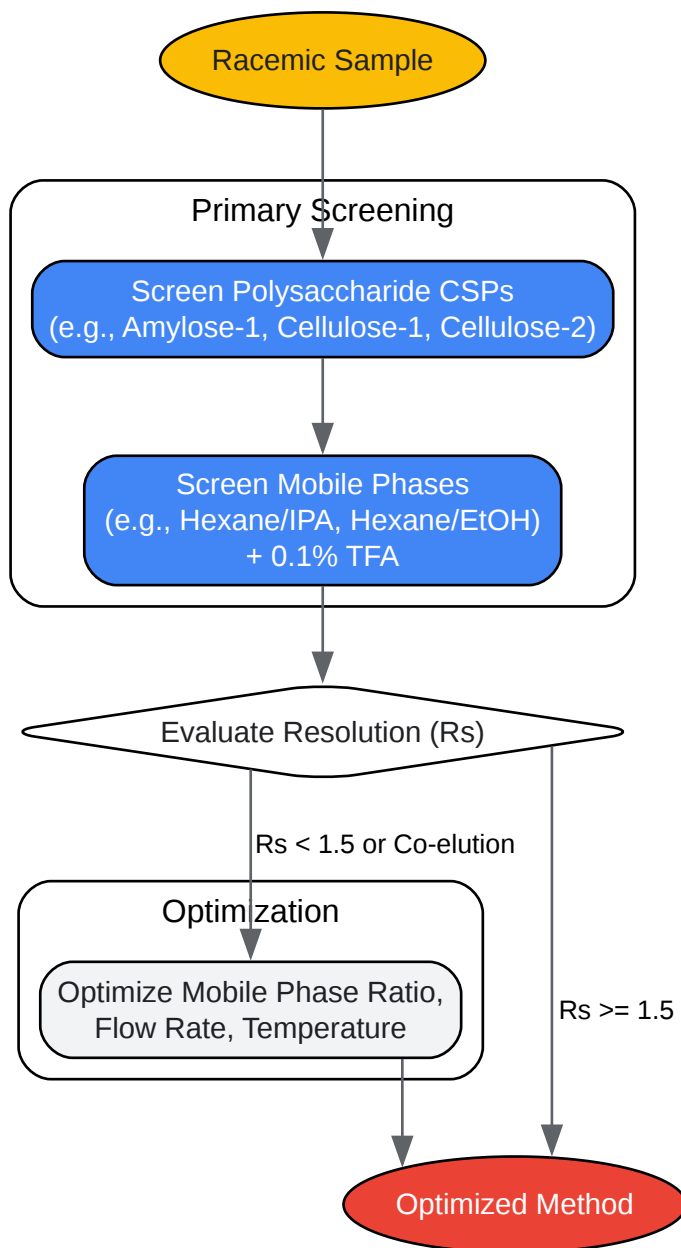 Racemic Sample
Primary Screening
Screen Polysaccharide CSPs
(e.g., Amylose-1, Cellulose-1, Cellulose-2)
Screen Mobile Phases
(e.g., Hexane/IPA, Hexane/EtOH)
+ 0.1% TFA
Evaluate Resolution (Rs)
Rs < 1.5 or Co-elution
Optimization
Optimize Mobile Phase Ratio,
Flow Rate, Temperature
Rs >= 1.5
Optimized Method